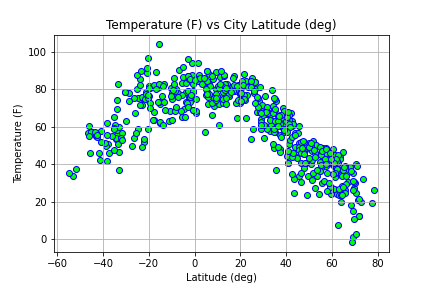 Temperature (F) vs City Latitude (deg)
100
80
60
40
20
0
Temperature (F)
−60 −40 −20 0 20 40 60 80
Latitude (deg)